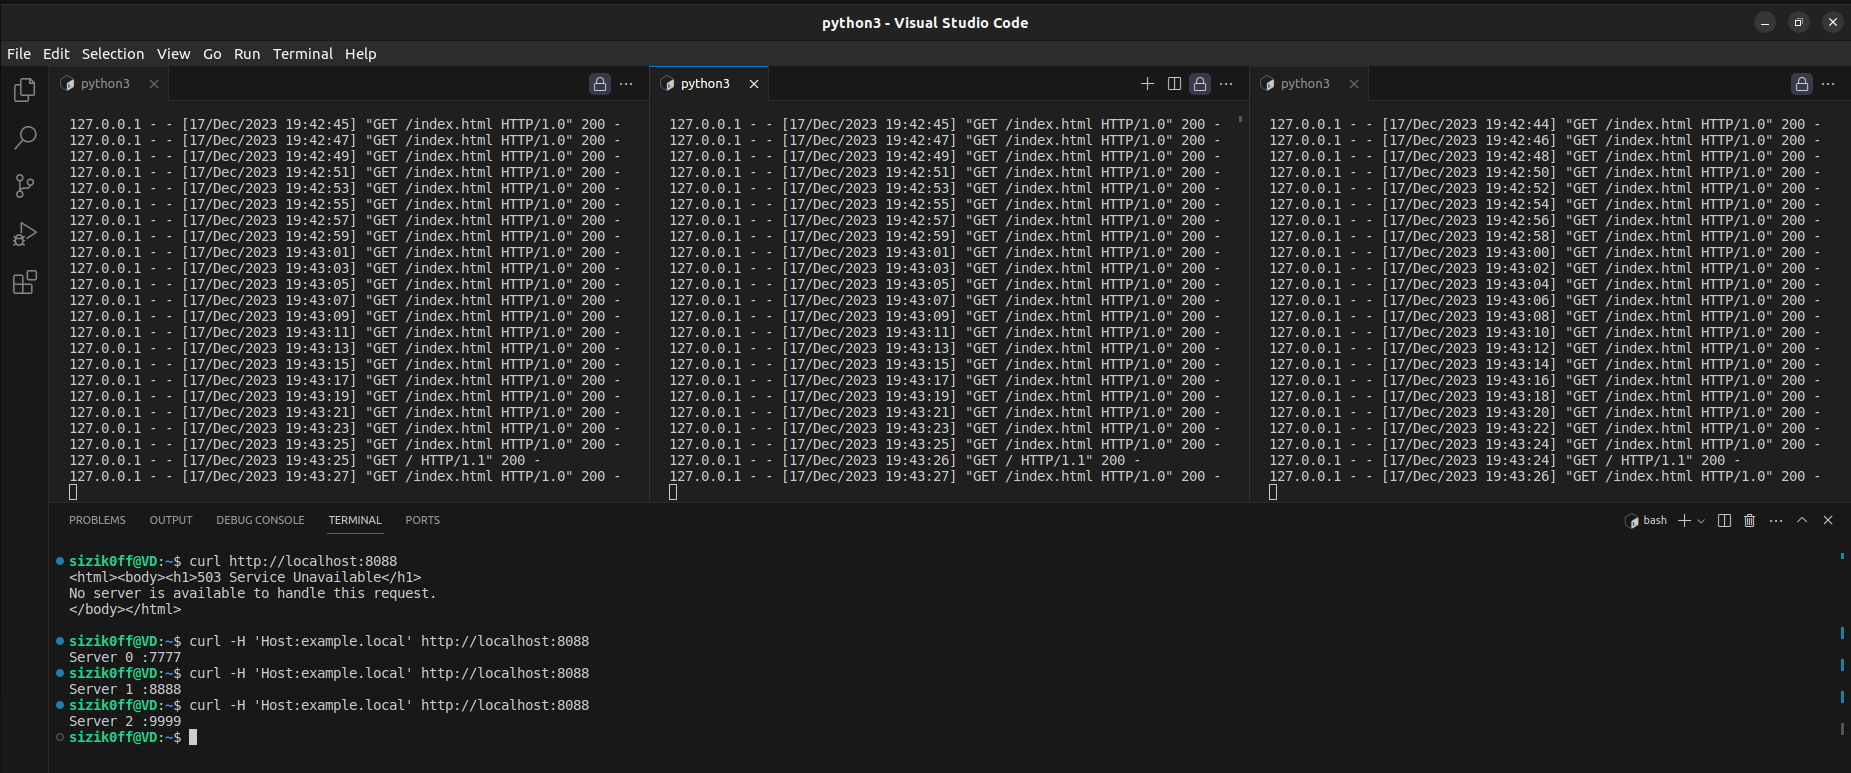 python3 - Visual Studio Code
File Edit Selection View Go Run Terminal Help
python3
127.0.0.1 - - [17/Dec/2023 19:42:45] "GET /index.html HTTP/1.0" 200 -
127.0.0.1 - - [17/Dec/2023 19:42:47] "GET /index.html HTTP/1.0" 200 -
127.0.0.1 - - [17/Dec/2023 19:42:49] "GET /index.html HTTP/1.0" 200 -
127.0.0.1 - - [17/Dec/2023 19:42:51] "GET /index.html HTTP/1.0" 200 -
127.0.0.1 - - [17/Dec/2023 19:42:53] "GET /index.html HTTP/1.0" 200 -
127.0.0.1 - - [17/Dec/2023 19:42:55] "GET /index.html HTTP/1.0" 200 -
127.0.0.1 - - [17/Dec/2023 19:42:57] "GET /index.html HTTP/1.0" 200 -
127.0.0.1 - - [17/Dec/2023 19:42:59] "GET /index.html HTTP/1.0" 200 -
127.0.0.1 - - [17/Dec/2023 19:43:01] "GET /index.html HTTP/1.0" 200 -
127.0.0.1 - - [17/Dec/2023 19:43:03] "GET /index.html HTTP/1.0" 200 -
127.0.0.1 - - [17/Dec/2023 19:43:05] "GET /index.html HTTP/1.0" 200 -
127.0.0.1 - - [17/Dec/2023 19:43:07] "GET /index.html HTTP/1.0" 200 -
127.0.0.1 - - [17/Dec/2023 19:43:09] "GET /index.html HTTP/1.0" 200 -
127.0.0.1 - - [17/Dec/2023 19:43:11] "GET /index.html HTTP/1.0" 200 -
127.0.0.1 - - [17/Dec/2023 19:43:13] "GET /index.html HTTP/1.0" 200 -
127.0.0.1 - - [17/Dec/2023 19:43:15] "GET /index.html HTTP/1.0" 200 -
127.0.0.1 - - [17/Dec/2023 19:43:17] "GET /index.html HTTP/1.0" 200 -
127.0.0.1 - - [17/Dec/2023 19:43:19] "GET /index.html HTTP/1.0" 200 -
127.0.0.1 - - [17/Dec/2023 19:43:21] "GET /index.html HTTP/1.0" 200 -
127.0.0.1 - - [17/Dec/2023 19:43:23] "GET /index.html HTTP/1.0" 200 -
127.0.0.1 - - [17/Dec/2023 19:43:25] "GET /index.html HTTP/1.0" 200 -
127.0.0.1 - - [17/Dec/2023 19:43:25] "GET / HTTP/1.1" 200 -
127.0.0.1 - - [17/Dec/2023 19:43:27] "GET /index.html HTTP/1.0" 200 -
python3
127.0.0.1 - - [17/Dec/2023 19:42:45] "GET /index.html HTTP/1.0" 200 -
127.0.0.1 - - [17/Dec/2023 19:42:47] "GET /index.html HTTP/1.0" 200 -
127.0.0.1 - - [17/Dec/2023 19:42:49] "GET /index.html HTTP/1.0" 200 -
127.0.0.1 - - [17/Dec/2023 19:42:51] "GET /index.html HTTP/1.0" 200 -
127.0.0.1 - - [17/Dec/2023 19:42:53] "GET /index.html HTTP/1.0" 200 -
127.0.0.1 - - [17/Dec/2023 19:42:55] "GET /index.html HTTP/1.0" 200 -
127.0.0.1 - - [17/Dec/2023 19:42:57] "GET /index.html HTTP/1.0" 200 -
127.0.0.1 - - [17/Dec/2023 19:42:59] "GET /index.html HTTP/1.0" 200 -
127.0.0.1 - - [17/Dec/2023 19:43:01] "GET /index.html HTTP/1.0" 200 -
127.0.0.1 - - [17/Dec/2023 19:43:03] "GET /index.html HTTP/1.0" 200 -
127.0.0.1 - - [17/Dec/2023 19:43:05] "GET /index.html HTTP/1.0" 200 -
127.0.0.1 - - [17/Dec/2023 19:43:07] "GET /index.html HTTP/1.0" 200 -
127.0.0.1 - - [17/Dec/2023 19:43:09] "GET /index.html HTTP/1.0" 200 -
127.0.0.1 - - [17/Dec/2023 19:43:11] "GET /index.html HTTP/1.0" 200 -
127.0.0.1 - - [17/Dec/2023 19:43:13] "GET /index.html HTTP/1.0" 200 -
127.0.0.1 - - [17/Dec/2023 19:43:15] "GET /index.html HTTP/1.0" 200 -
127.0.0.1 - - [17/Dec/2023 19:43:17] "GET /index.html HTTP/1.0" 200 -
127.0.0.1 - - [17/Dec/2023 19:43:19] "GET /index.html HTTP/1.0" 200 -
127.0.0.1 - - [17/Dec/2023 19:43:21] "GET /index.html HTTP/1.0" 200 -
127.0.0.1 - - [17/Dec/2023 19:43:23] "GET /index.html HTTP/1.0" 200 -
127.0.0.1 - - [17/Dec/2023 19:43:25] "GET /index.html HTTP/1.0" 200 -
127.0.0.1 - - [17/Dec/2023 19:43:26] "GET / HTTP/1.1" 200 -
127.0.0.1 - - [17/Dec/2023 19:43:27] "GET /index.html HTTP/1.0" 200 -
python3
127.0.0.1 - - [17/Dec/2023 19:42:44] "GET /index.html HTTP/1.0" 200 -
127.0.0.1 - - [17/Dec/2023 19:42:46] "GET /index.html HTTP/1.0" 200 -
127.0.0.1 - - [17/Dec/2023 19:42:48] "GET /index.html HTTP/1.0" 200 -
127.0.0.1 - - [17/Dec/2023 19:42:50] "GET /index.html HTTP/1.0" 200 -
127.0.0.1 - - [17/Dec/2023 19:42:52] "GET /index.html HTTP/1.0" 200 -
127.0.0.1 - - [17/Dec/2023 19:42:54] "GET /index.html HTTP/1.0" 200 -
127.0.0.1 - - [17/Dec/2023 19:42:56] "GET /index.html HTTP/1.0" 200 -
127.0.0.1 - - [17/Dec/2023 19:42:58] "GET /index.html HTTP/1.0" 200 -
127.0.0.1 - - [17/Dec/2023 19:43:00] "GET /index.html HTTP/1.0" 200 -
127.0.0.1 - - [17/Dec/2023 19:43:02] "GET /index.html HTTP/1.0" 200 -
127.0.0.1 - - [17/Dec/2023 19:43:04] "GET /index.html HTTP/1.0" 200 -
127.0.0.1 - - [17/Dec/2023 19:43:06] "GET /index.html HTTP/1.0" 200 -
127.0.0.1 - - [17/Dec/2023 19:43:08] "GET /index.html HTTP/1.0" 200 -
127.0.0.1 - - [17/Dec/2023 19:43:10] "GET /index.html HTTP/1.0" 200 -
127.0.0.1 - - [17/Dec/2023 19:43:12] "GET /index.html HTTP/1.0" 200 -
127.0.0.1 - - [17/Dec/2023 19:43:14] "GET /index.html HTTP/1.0" 200 -
127.0.0.1 - - [17/Dec/2023 19:43:16] "GET /index.html HTTP/1.0" 200 -
127.0.0.1 - - [17/Dec/2023 19:43:18] "GET /index.html HTTP/1.0" 200 -
127.0.0.1 - - [17/Dec/2023 19:43:20] "GET /index.html HTTP/1.0" 200 -
127.0.0.1 - - [17/Dec/2023 19:43:22] "GET /index.html HTTP/1.0" 200 -
127.0.0.1 - - [17/Dec/2023 19:43:24] "GET /index.html HTTP/1.0" 200 -
127.0.0.1 - - [17/Dec/2023 19:43:24] "GET / HTTP/1.1" 200 -
127.0.0.1 - - [17/Dec/2023 19:43:26] "GET /index.html HTTP/1.0" 200 -
PROBLEMS OUTPUT DEBUG CONSOLE TERMINAL PORTS
bash
sizik0ff@VD:~$ curl http://localhost:8088
<html><body><h1>503 Service Unavailable</h1>
No server is available to handle this request.
</body></html>
sizik0ff@VD:~$ curl -H 'Host:example.local' http://localhost:8088
Server 0 :7777
sizik0ff@VD:~$ curl -H 'Host:example.local' http://localhost:8088
Server 1 :8888
sizik0ff@VD:~$ curl -H 'Host:example.local' http://localhost:8088
Server 2 :9999
sizik0ff@VD:~$